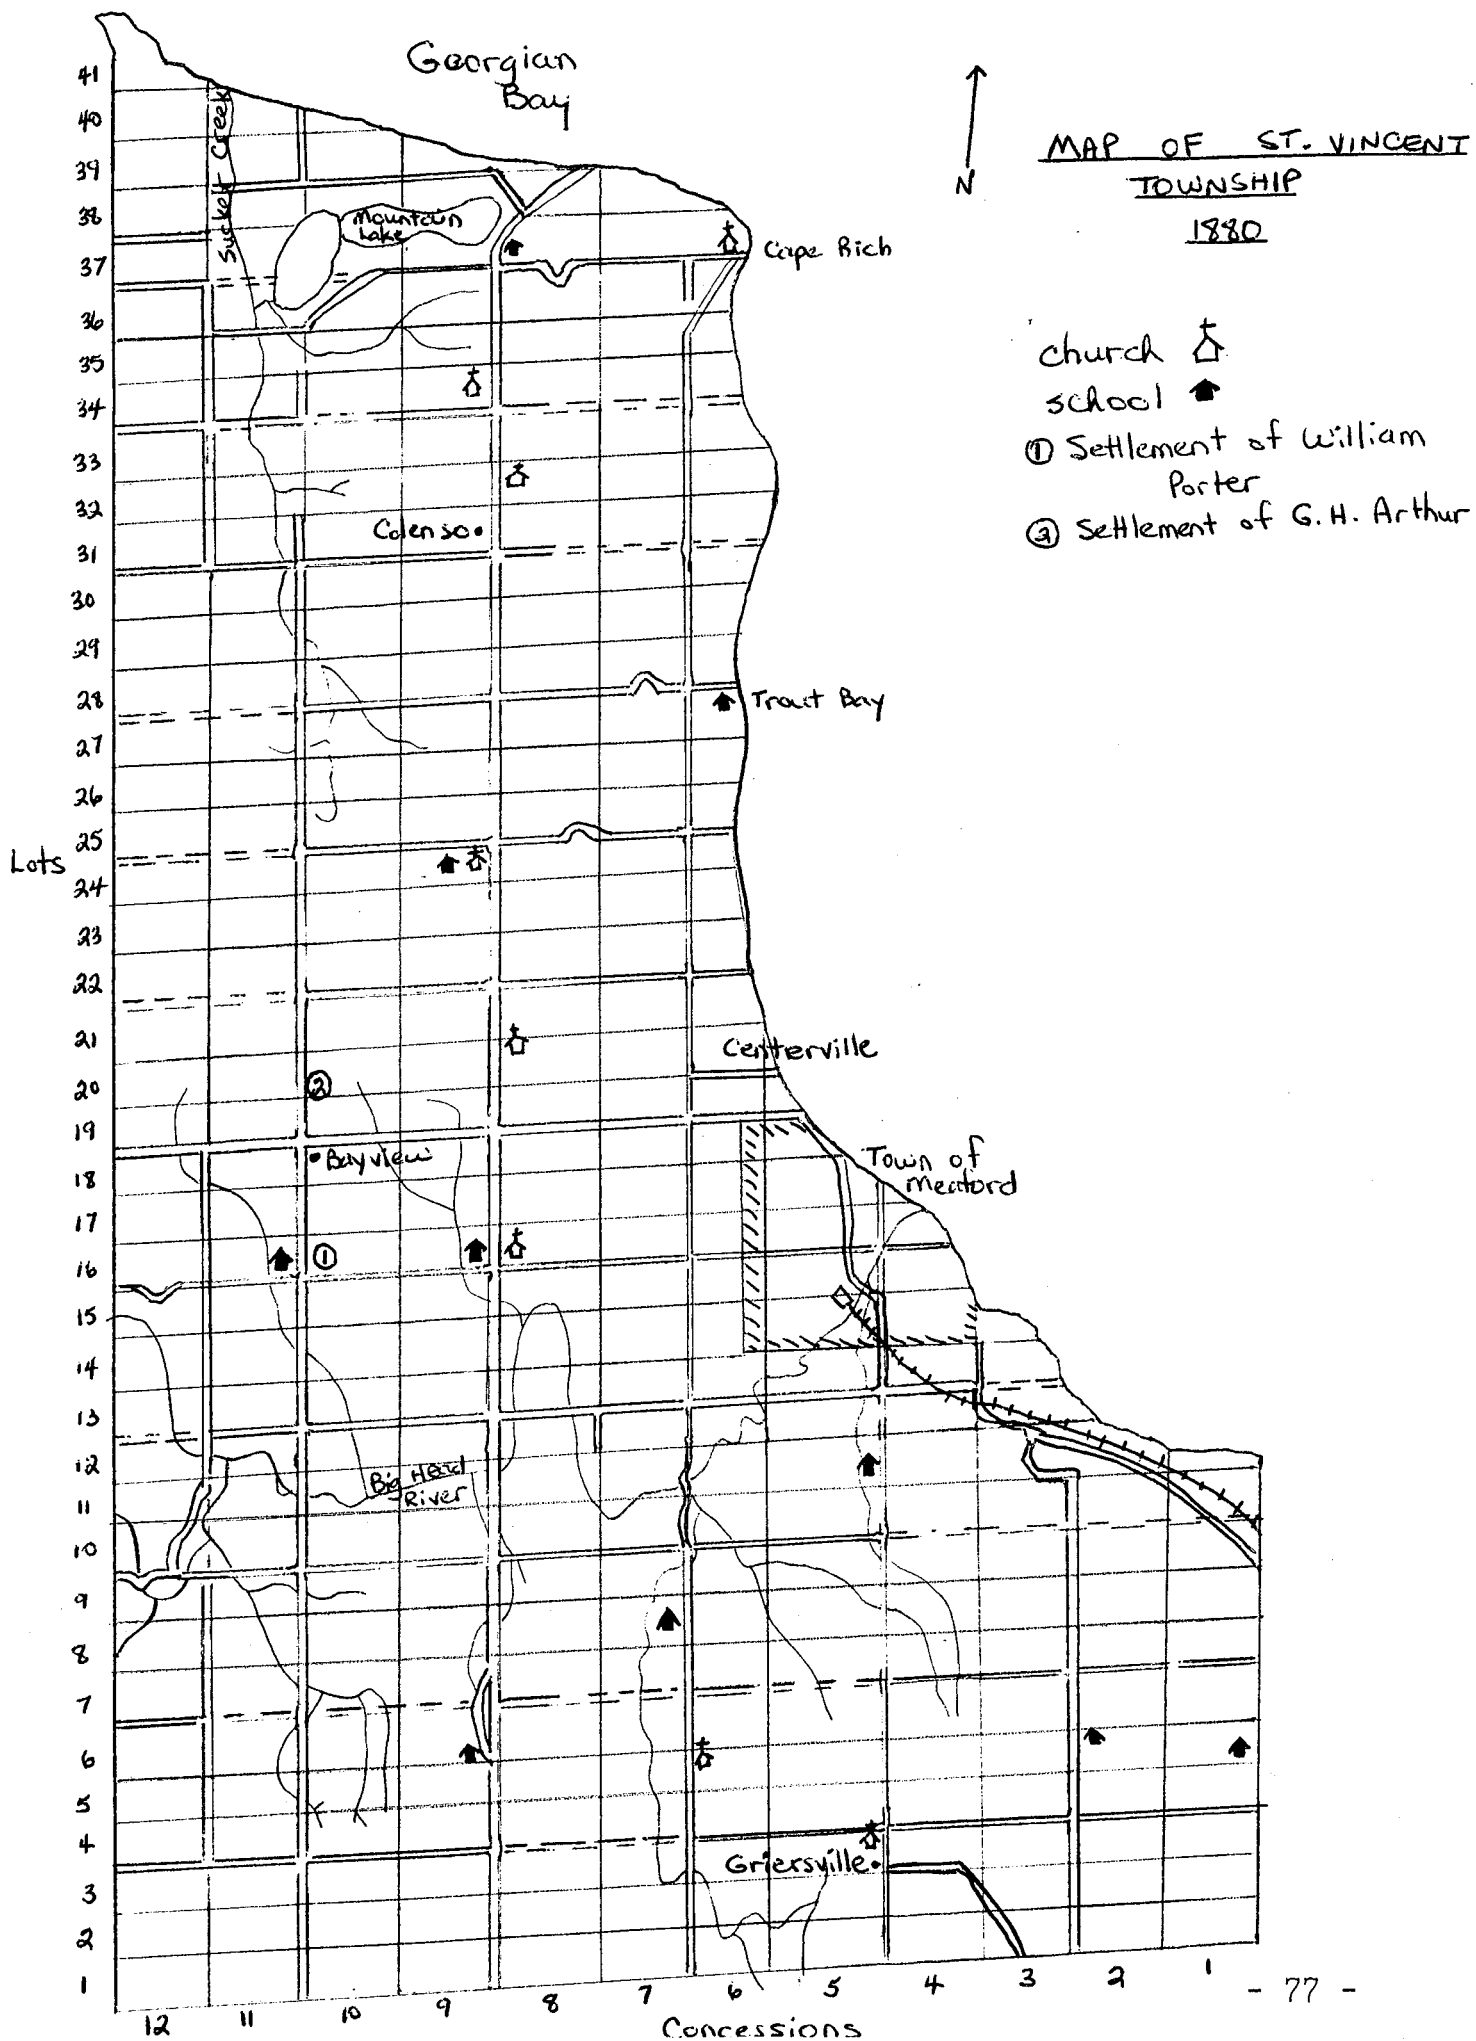 Georgian
Bay
N
MAP OF ST. VINCENT
TOWNSHIP
1880
church
school
① Settlement of William
Porter
② Settlement of G. H. Arthur
41
40
39
38
37
36
35
34
33
32
31
30
29
28
27
26
25
Lots
24
23
22
21
20
19
18
17
16
15
14
13
12
11
10
9
8
7
6
5
4
3
2
1
Sucker Creek
Mountain
Lake
Cape Rich
Colenso
Trout Bay
Centerville
②
Bayview
Town of
Meaford
①
Big Head
River
Griersville
12 11 10 9 8 7 6 5 4 3 2 1
Concessions
- 77 -